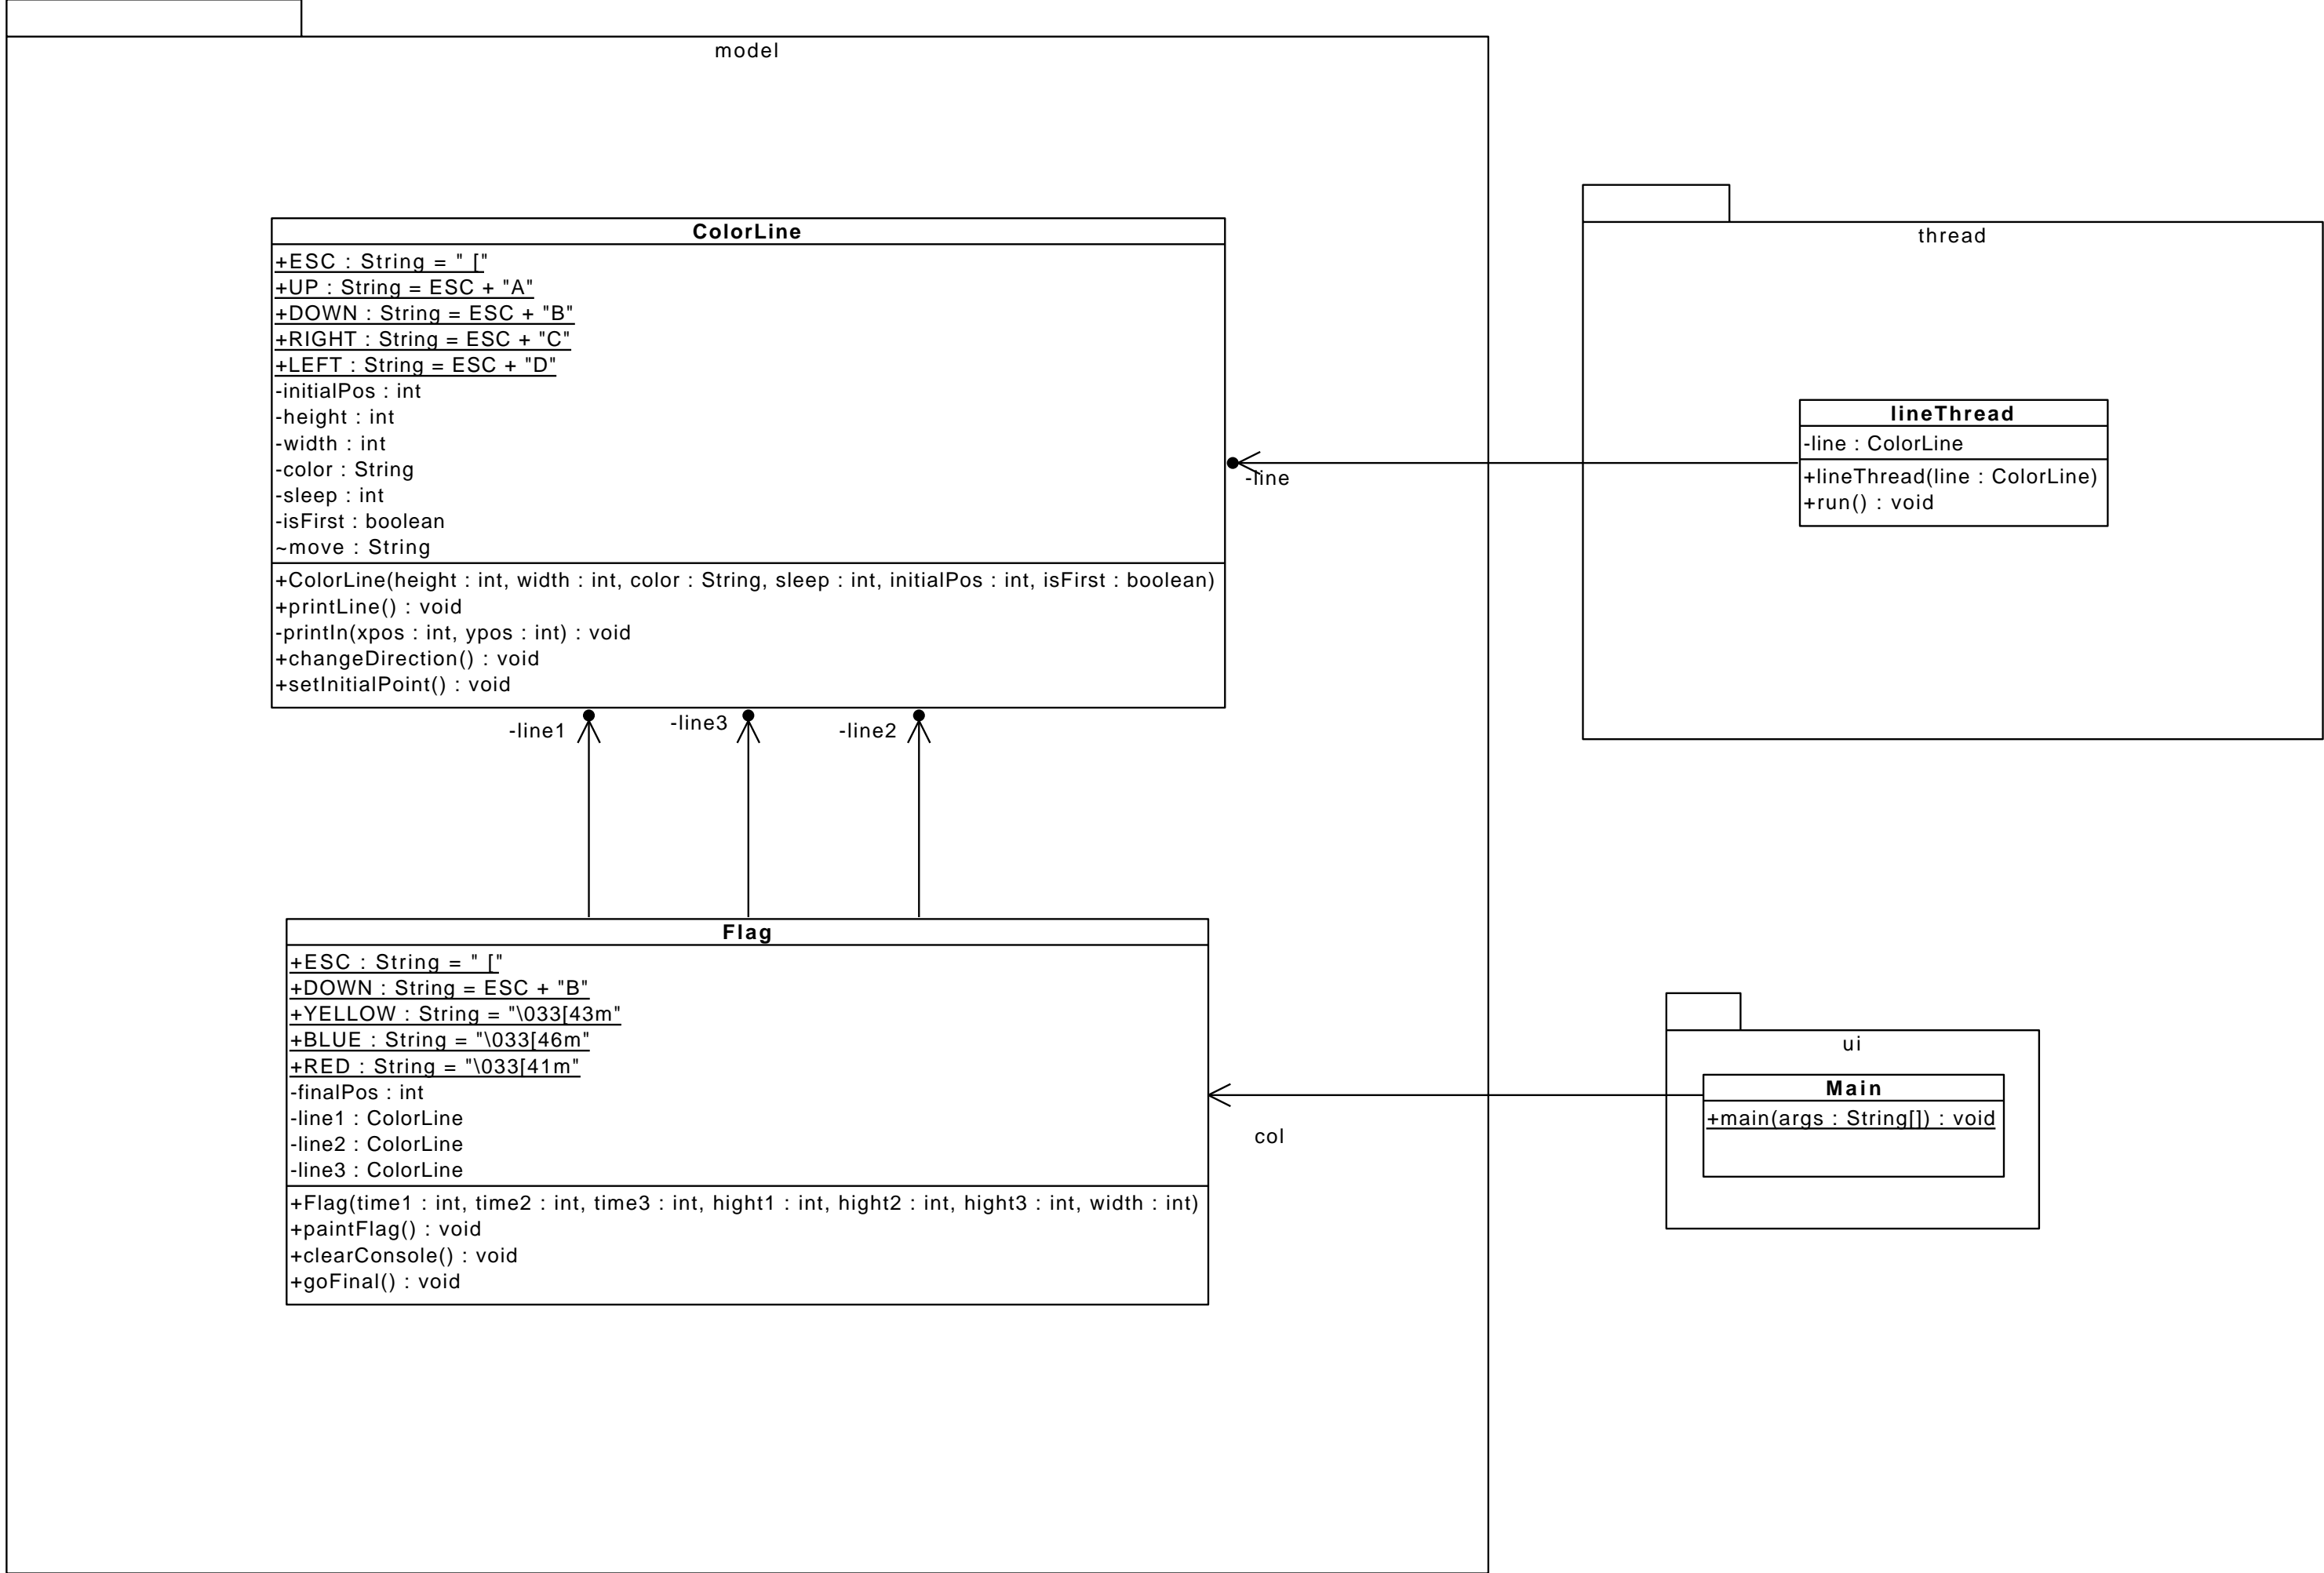 model
ColorLine
+ESC : String = " ["
+UP : String = ESC + "A"
+DOWN : String = ESC + "B"
+RIGHT : String = ESC + "C"
+LEFT : String = ESC + "D"
-initialPos : int
-height : int
-width : int
-color : String
-sleep : int
-isFirst : boolean
~move : String
+ColorLine(height : int, width : int, color : String, sleep : int, initialPos : int, isFirst : boolean)
+printLine() : void
-printIn(xpos : int, ypos : int) : void
+changeDirection() : void
+setInitialPoint() : void
-line1
-line3
-line2
Flag
+ESC : String = " ["
+DOWN : String = ESC + "B"
+YELLOW : String = "\033[43m"
+BLUE : String = "\033[46m"
+RED : String = "\033[41m"
-finalPos : int
-line1 : ColorLine
-line2 : ColorLine
-line3 : ColorLine
+Flag(time1 : int, time2 : int, time3 : int, hight1 : int, hight2 : int, hight3 : int, width : int)
+paintFlag() : void
+clearConsole() : void
+goFinal() : void
thread
lineThread
-line : ColorLine
+lineThread(line : ColorLine)
+run() : void
-line
ui
Main
+main(args : String[]) : void
col